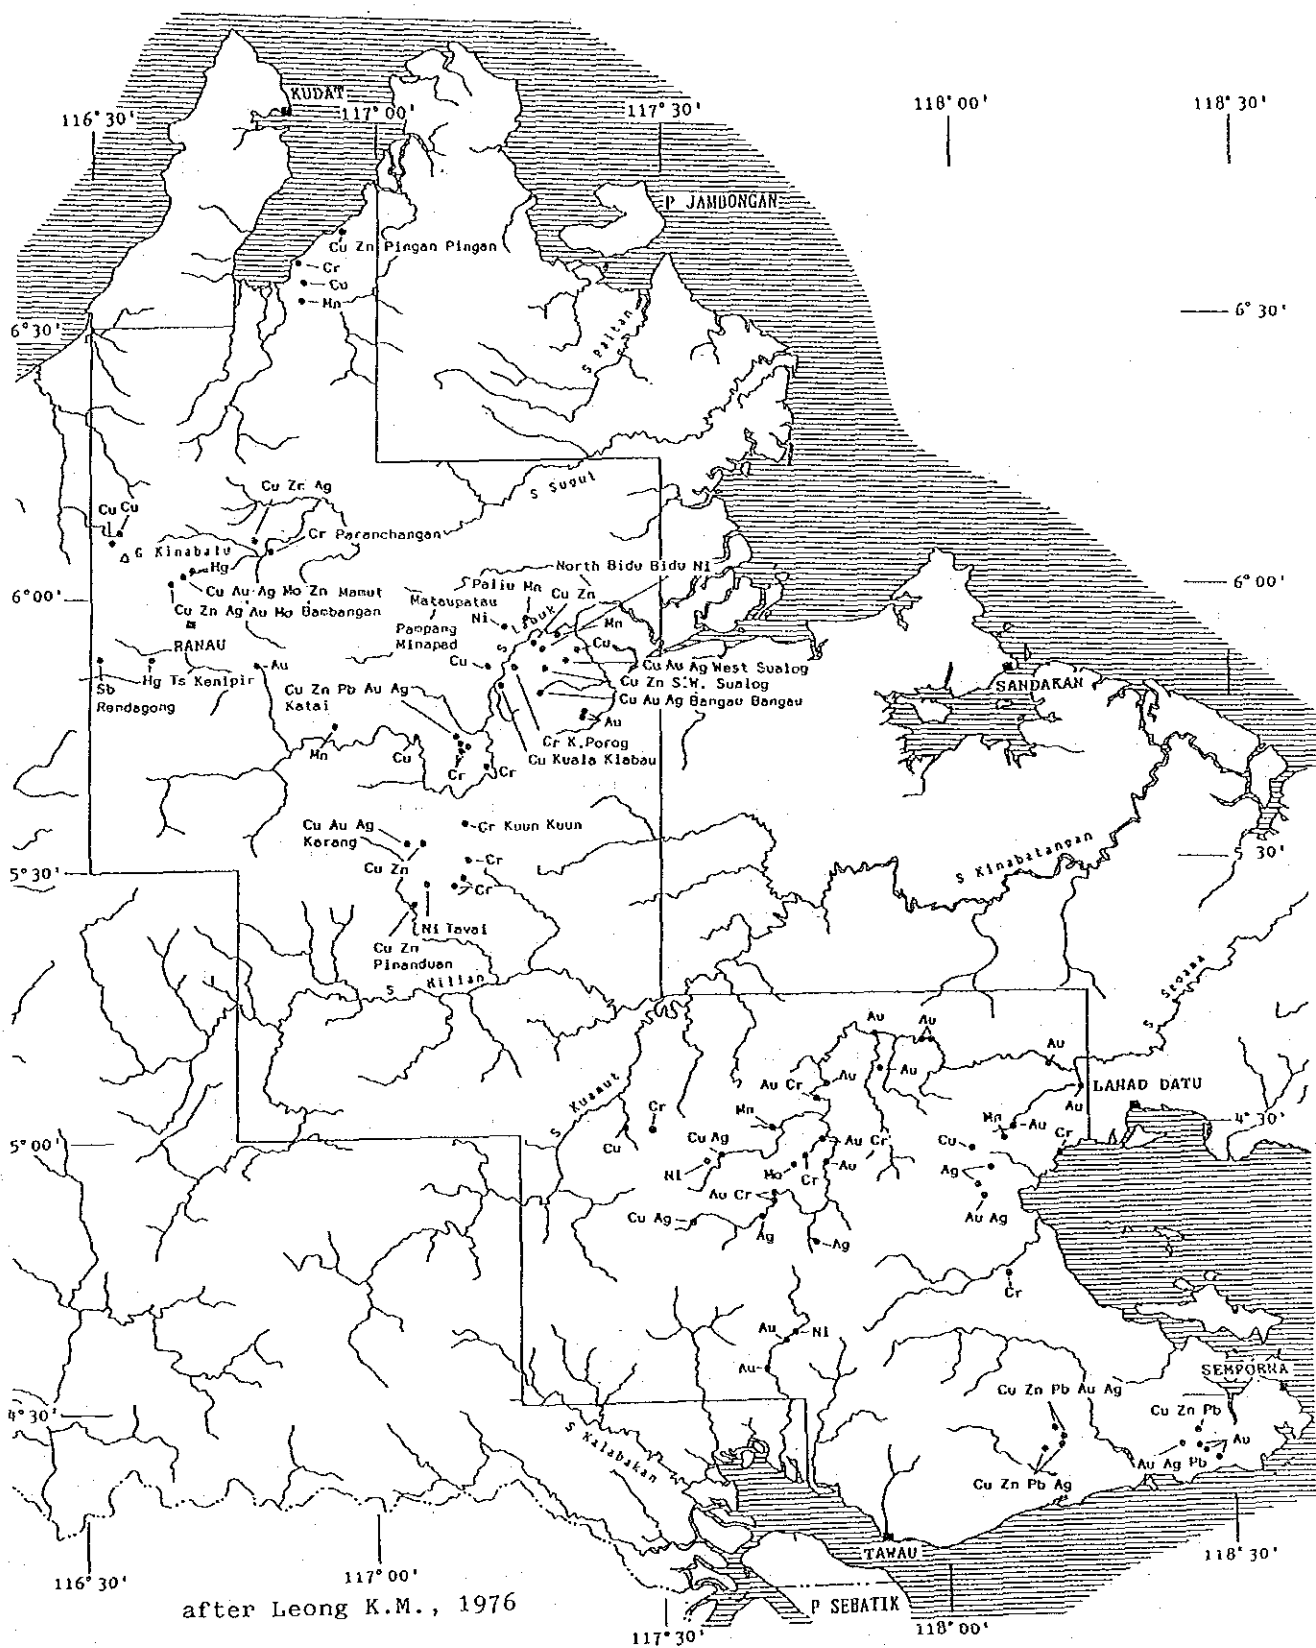 KUDAT
116° 30'
117° 00'
117° 30'
118° 00'
118° 30'
P JAMBONGAN
Cu Zn Pingan Pingan
Cr
Cu
Mn
6° 30'
6° 30'
S Paitan
S Sugut
Cu Zn Ag
Cu Cu
G Kinabalu
Cr Paranchangan
Hg
Cu Au Ag Mo Zn Mamut
Cu Zn Ag Au Mo Bambangan
6° 00'
6° 00'
RANAU
North Bidu Bidu Ni
Paliu Mn
Cu Zn
Mataupatau
Ni
S Labuk
Mn
Pampang
Minapad
Cu
Cu
Cu Au Ag West Sualog
Cu Zn S.W. Sualog
Cu Au Ag Bangau Bangau
Au
Sb
Rendagong
Hg Ts Kenipir
Au
Cu Zn Pb Au Ag
Katai
Mn
Cu
Cr
Cr
Cr K.Porog
Cu Kuala Klabau
SANDAKAN
Cu Au Ag
Karang
Cr Kuun Kuun
Cu Zn
Cr
Cr
5° 30'
5 30'
S Kinabatangan
Ni Tavai
Cu Zn
Pinanduan
S Milian
S Segama
Au
Au
Au
Au
Au Cr
Au
LAHAD DATU
Au
S Kuamut
Cr
Cu
Mn
Mn
Au
4° 30'
5° 00'
Cu Ag
Au Cr
Cu
Cr
Ni
Mo
Cr
Au
Ag
Au Cr
Au Ag
Cu Ag
Ag
Ag
Cr
Au
Ni
Au
SEMPORNA
Cu Zn Pb Au Ag
Cu Zn Pb
4° 30'
S Kalabakan
Au
Au Ag Pb
Cu Zn Pb Ag
TAWAU
P SEBATIK
116° 30'
117° 00'
117° 30'
118° 00'
118° 30'
after Leong K.M., 1976